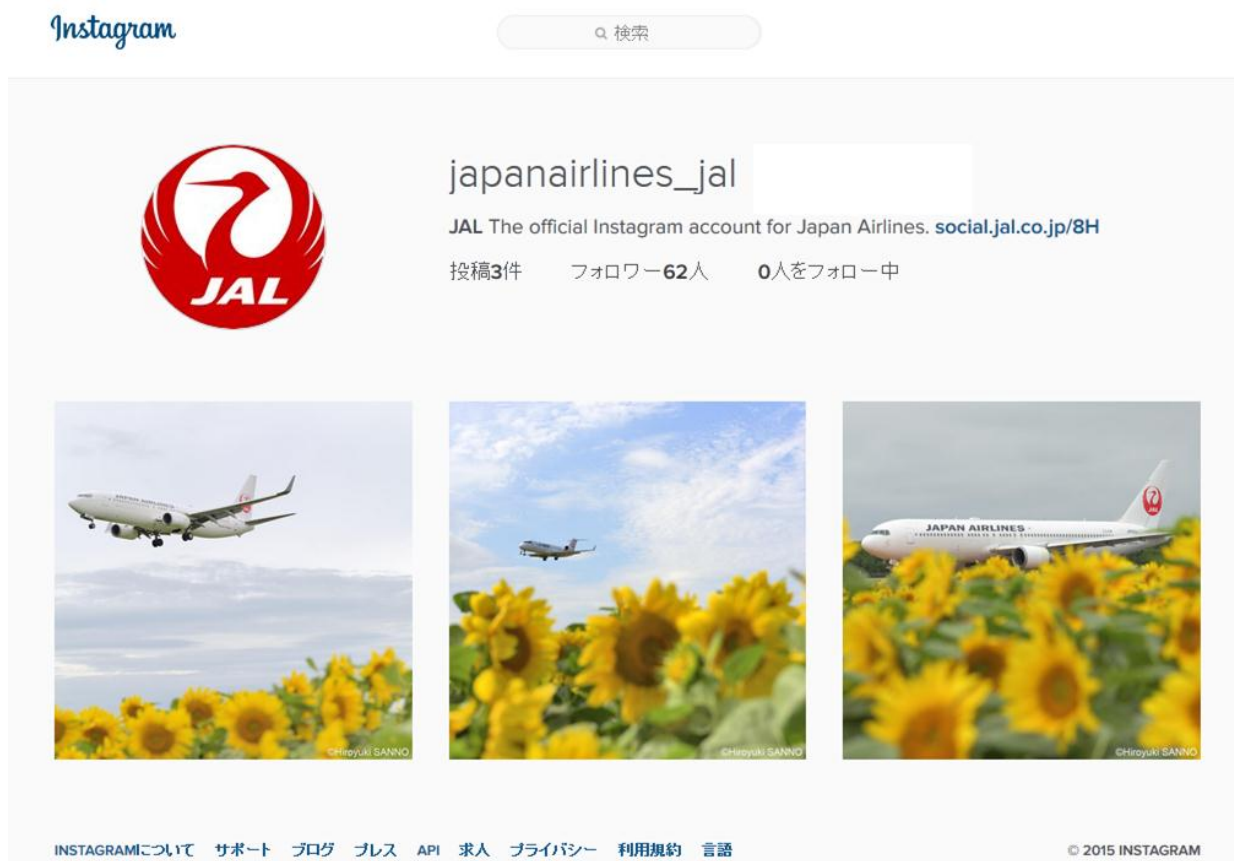 Instagram
検索
JAL
japanairlines_jal
JAL The official Instagram account for Japan Airlines. social.jal.co.jp/8H
投稿3件 フォロワー62人 0人をフォロー中
JAPAN AIRLINES
JAPAN AIRLINES
JAL
©Hiroyuki SANNO
©Hiroyuki SANNO
©Hiroyuki SANNO
INSTAGRAMについて サポート ブログ プレス API 求人 プライバシー 利用規約 言語
© 2015 INSTAGRAM